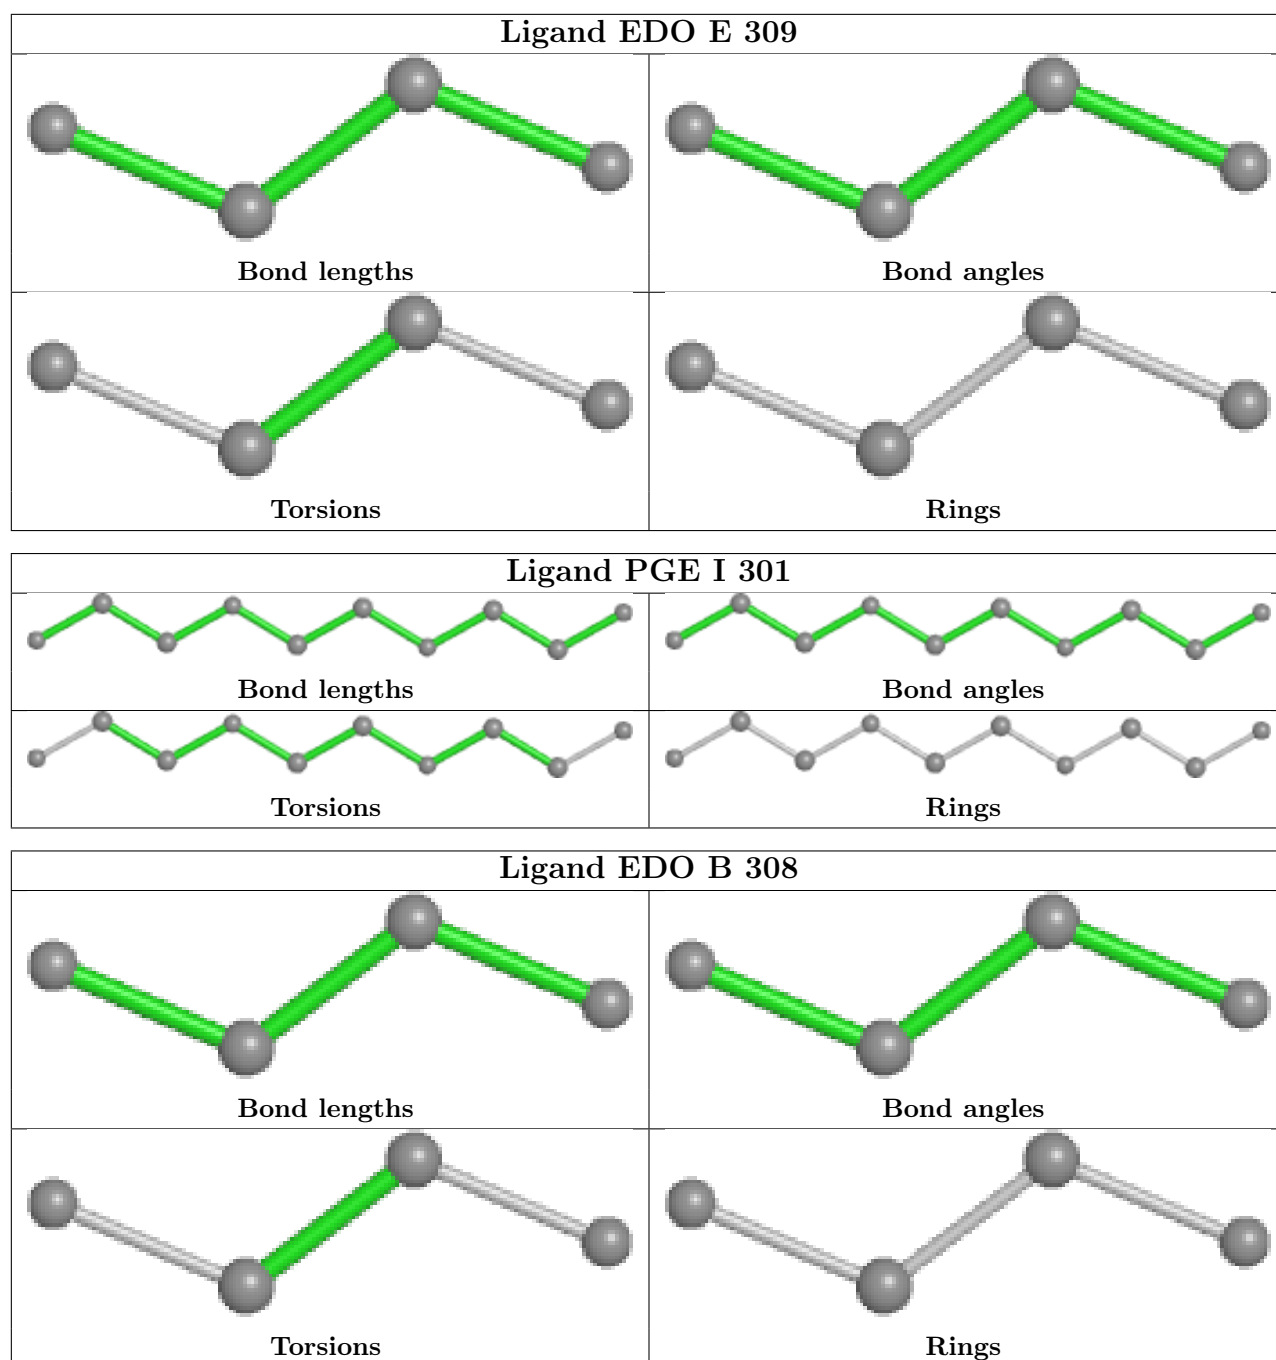 Ligand EDO E 309
Bond lengths Bond angles
Torsions Rings
Ligand PGE I 301
Bond lengths Bond angles
Torsions Rings
Ligand EDO B 308
Bond lengths Bond angles
Torsions Rings